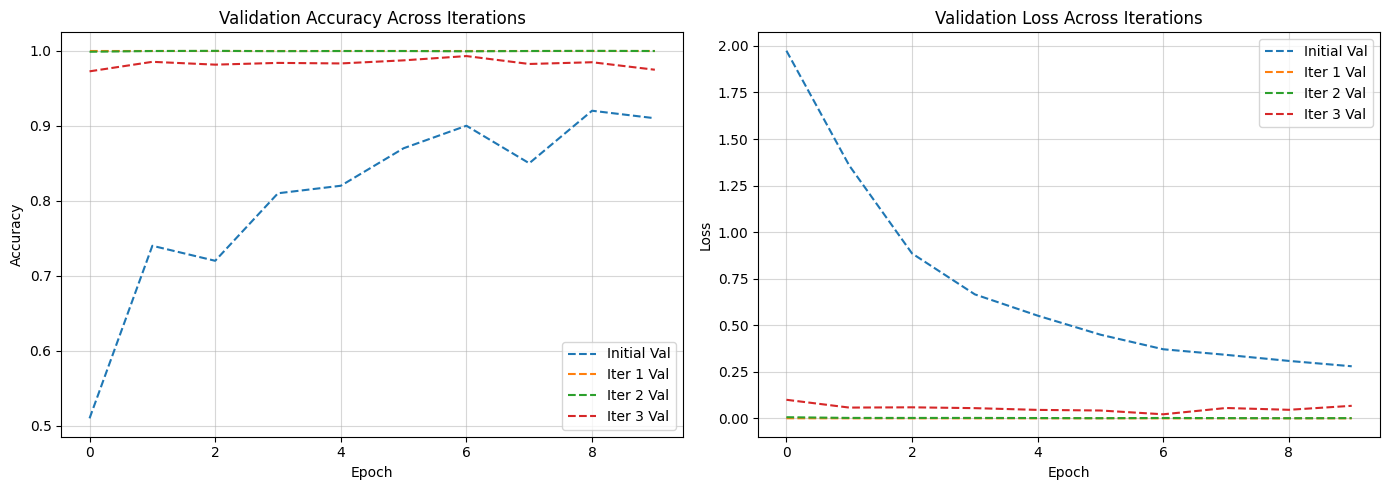 Validation Accuracy Across Iterations
Accuracy
1.0
0.9
0.8
0.7
0.6
0.5
Initial Val
Iter 1 Val
Iter 2 Val
Iter 3 Val
0 2 4 6 8
Epoch
Validation Loss Across Iterations
Loss
2.00
1.75
1.50
1.25
1.00
0.75
0.50
0.25
0.00
Initial Val
Iter 1 Val
Iter 2 Val
Iter 3 Val
0 2 4 6 8
Epoch